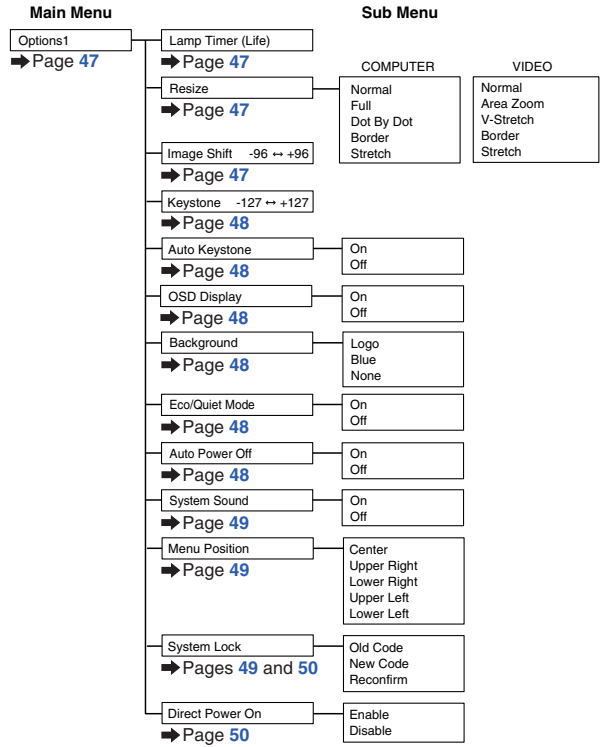 Main Menu
Sub Menu
Options1
Page 47
Lamp Timer (Life)
Page 47
Resize
Page 47
COMPUTER
Normal
Full
Dot By Dot
Border
Stretch
VIDEO
Normal
Area Zoom
V-Stretch
Border
Stretch
Image Shift -96 ↔ +96
Page 47
Keystone -127 ↔ +127
Page 48
Auto Keystone
Page 48
On
Off
OSD Display
Page 48
On
Off
Background
Page 48
Logo
Blue
None
Eco/Quiet Mode
Page 48
On
Off
Auto Power Off
Page 48
On
Off
System Sound
Page 49
On
Off
Menu Position
Page 49
Center
Upper Right
Lower Right
Upper Left
Lower Left
System Lock
Pages 49 and 50
Old Code
New Code
Reconfirm
Direct Power On
Page 50
Enable
Disable